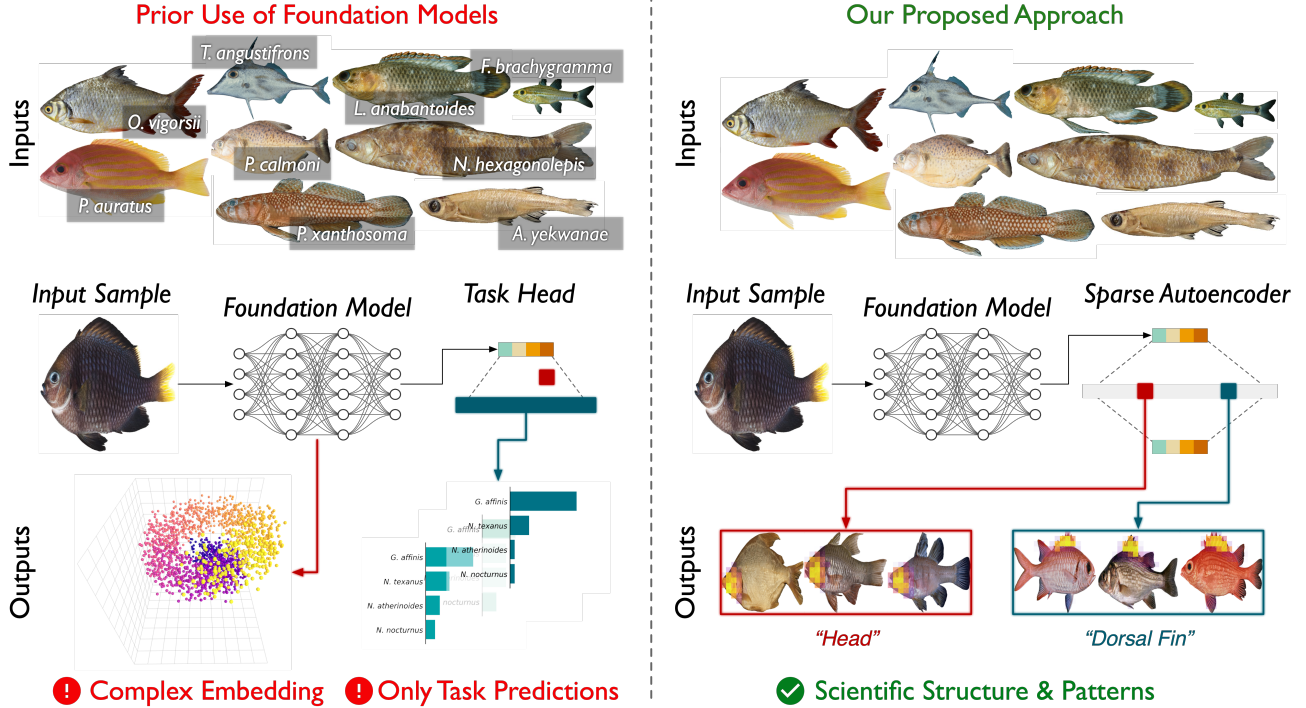 Prior Use of Foundation Models
Inputs
T. angustifrons
F. brachygramma
L. anabantoides
O. vigorsii
P. calmoni
N. hexagonolepis
P. auratus
P. xanthosoma
A. yekwanae
Input Sample
Foundation Model
Task Head
Outputs
G. affinis
N. texanus
G. affinis
N. atherinoides
G. affinis
N. texanus
N. nocturnus
N. atherinoides
nocturnus
N. nocturnus
! Complex Embedding
! Only Task Predictions
Our Proposed Approach
Inputs
Input Sample
Foundation Model
Sparse Autoencoder
Outputs
“Head”
“Dorsal Fin”
Scientific Structure & Patterns